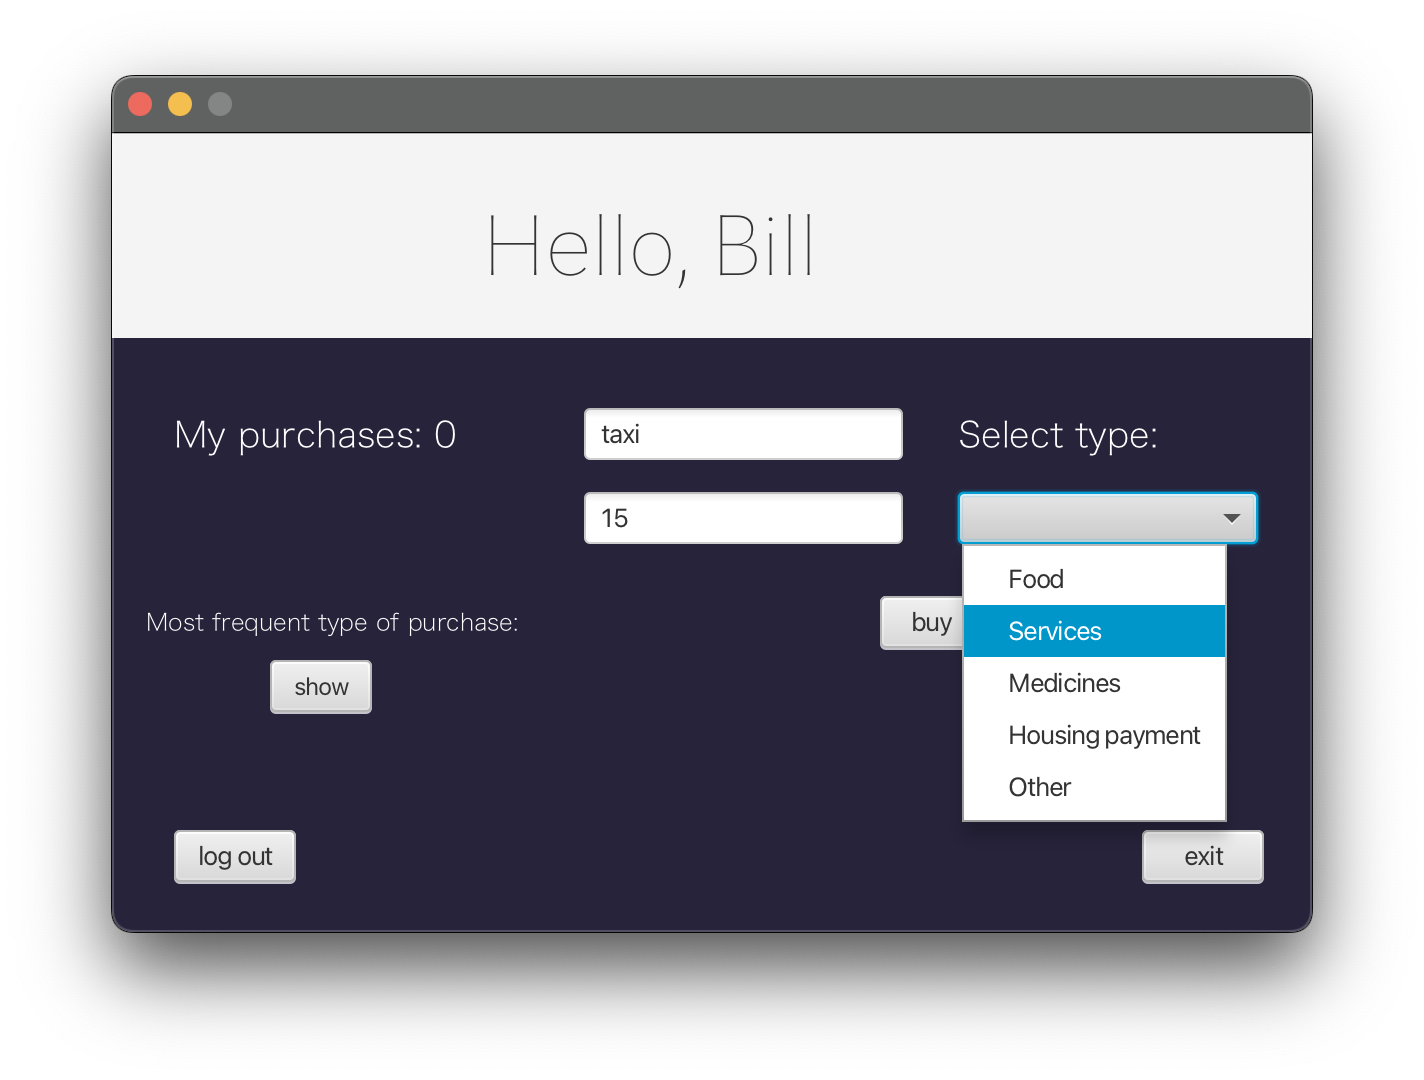 Hello, Bill
My purchases: 0
taxi
Select type:
15
Food
Services
Medicines
Housing payment
Other
Most frequent type of purchase:
buy
show
log out
exit